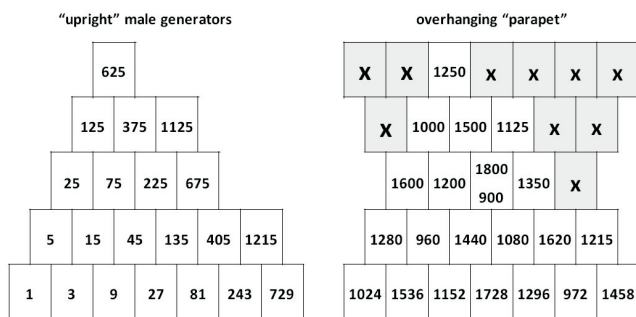 “upright” male generators
overhanging “parapet”
625
X X 1250 X X X X
125 375 1125
X 1000 1500 1125 X X
25 75 225 675
1600 1200 1800 900 1350 X
5 15 45 135 405 1215
1280 960 1440 1080 1620 1215
1 3 9 27 81 243 729
1024 1536 1152 1728 1296 972 1458